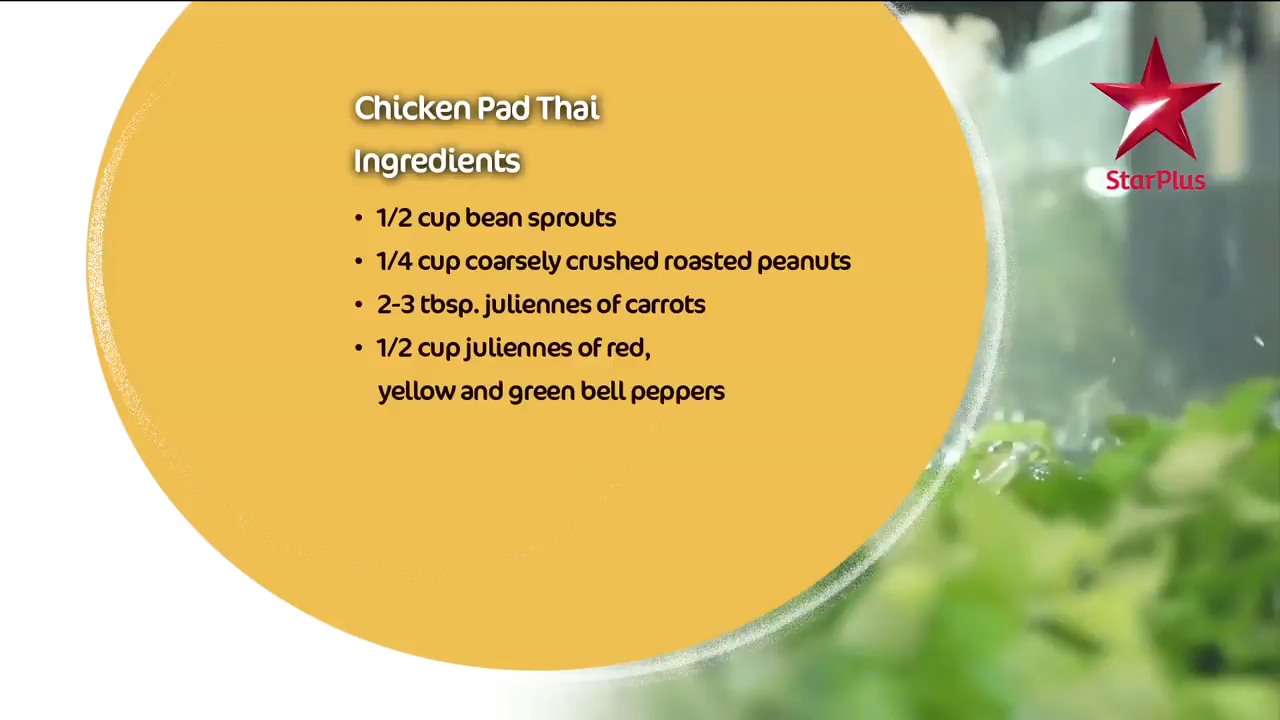 Chicken Pad Thai
Ingredients
• 1/2 cup bean sprouts
• 1/4 cup coarsely crushed roasted peanuts
• 2-3 tbsp. juliennes of carrots
• 1/2 cup juliennes of red,
yellow and green bell peppers
StarPlus